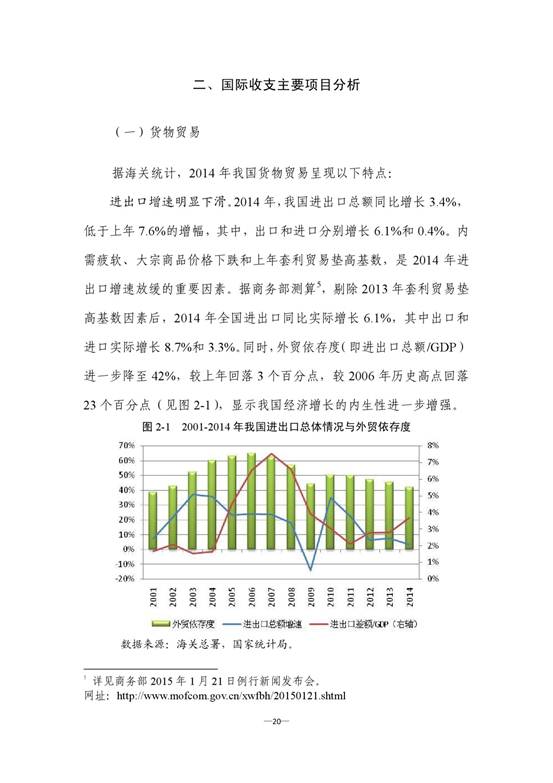 二、国际收支主要项目分析
（一）货物贸易
据海关统计，2014 年我国货物贸易呈现以下特点：
进出口增速明显下滑。2014 年，我国进出口总额同比增长 3.4%，
低于上年 7.6%的增幅，其中，出口和进口分别增长 6.1%和 0.4%。内
需疲软、大宗商品价格下跌和上年套利贸易垫高基数，是 2014 年进
出口增速放缓的重要因素。据商务部测算5，剔除 2013 年套利贸易垫
高基数因素后，2014 年全国进出口同比实际增长 6.1%，其中出口和
进口实际增长 8.7%和 3.3%。同时，外贸依存度（即进出口总额/GDP）
进一步降至 42%，较上年回落 3 个百分点，较 2006 年历史高点回落
23 个百分点（见图 2-1），显示我国经济增长的内生性进一步增强。
图 2-1 2001-2014 年我国进出口总体情况与外贸依存度
70% 8%
60% 7%
50% 6%
40% 5%
30% 4%
20% 3%
10% 2%
0% 1%
-10% 0%
-20%
2001 2002 2003 2004 2005 2006 2007 2008 2009 2010 2011 2012 2013 2014
外贸依存度 进出口总额增速 进出口差额/GDP（右轴）
数据来源：海关总署，国家统计局。
5 详见商务部 2015 年 1 月 21 日例行新闻发布会。
网址：http://www.mofcom.gov.cn/xwfbh/20150121.shtml
—20—